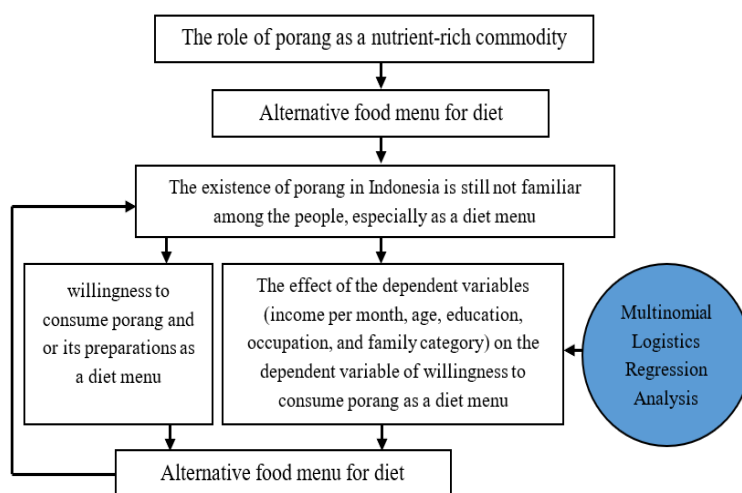 The role of porang as a nutrient-rich commodity
Alternative food menu for diet
The existence of porang in Indonesia is still not familiar
among the people, especially as a diet menu
willingness to
consume porang and
or its preparations as
a diet menu
The effect of the dependent variables
(income per month, age, education,
occupation, and family category) on the
dependent variable of willingness to
consume porang as a diet menu
Multinomial
Logistics
Regression
Analysis
Alternative food menu for diet